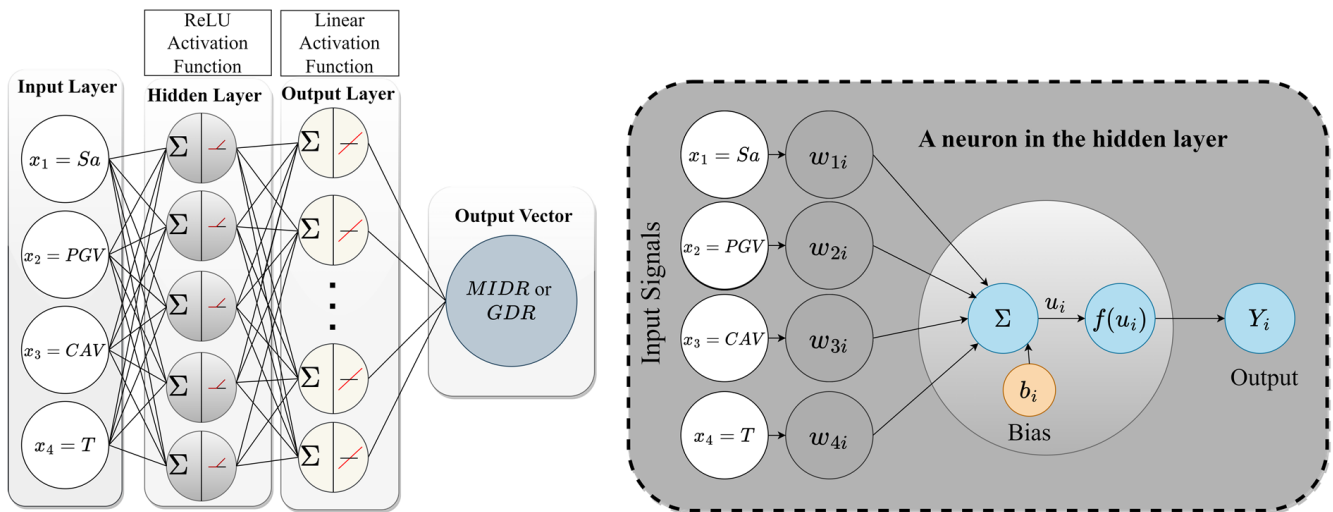 ReLU
Activation
Function
Linear
Activation
Function
Input Layer
Hidden Layer
Output Layer
x₁ = Sa
x₂ = PGV
x₃ = CAV
x₄ = T
Σ
Σ
Σ
Σ
Σ
Σ
Σ
Σ
Σ
Output Vector
MIDR or
GDR
A neuron in the hidden layer
Input Signals
x₁ = Sa
w₁ᵢ
x₂ = PGV
w₂ᵢ
x₃ = CAV
w₃ᵢ
x₄ = T
w₄ᵢ
Σ
uᵢ
f(uᵢ)
Yᵢ
Output
bᵢ
Bias